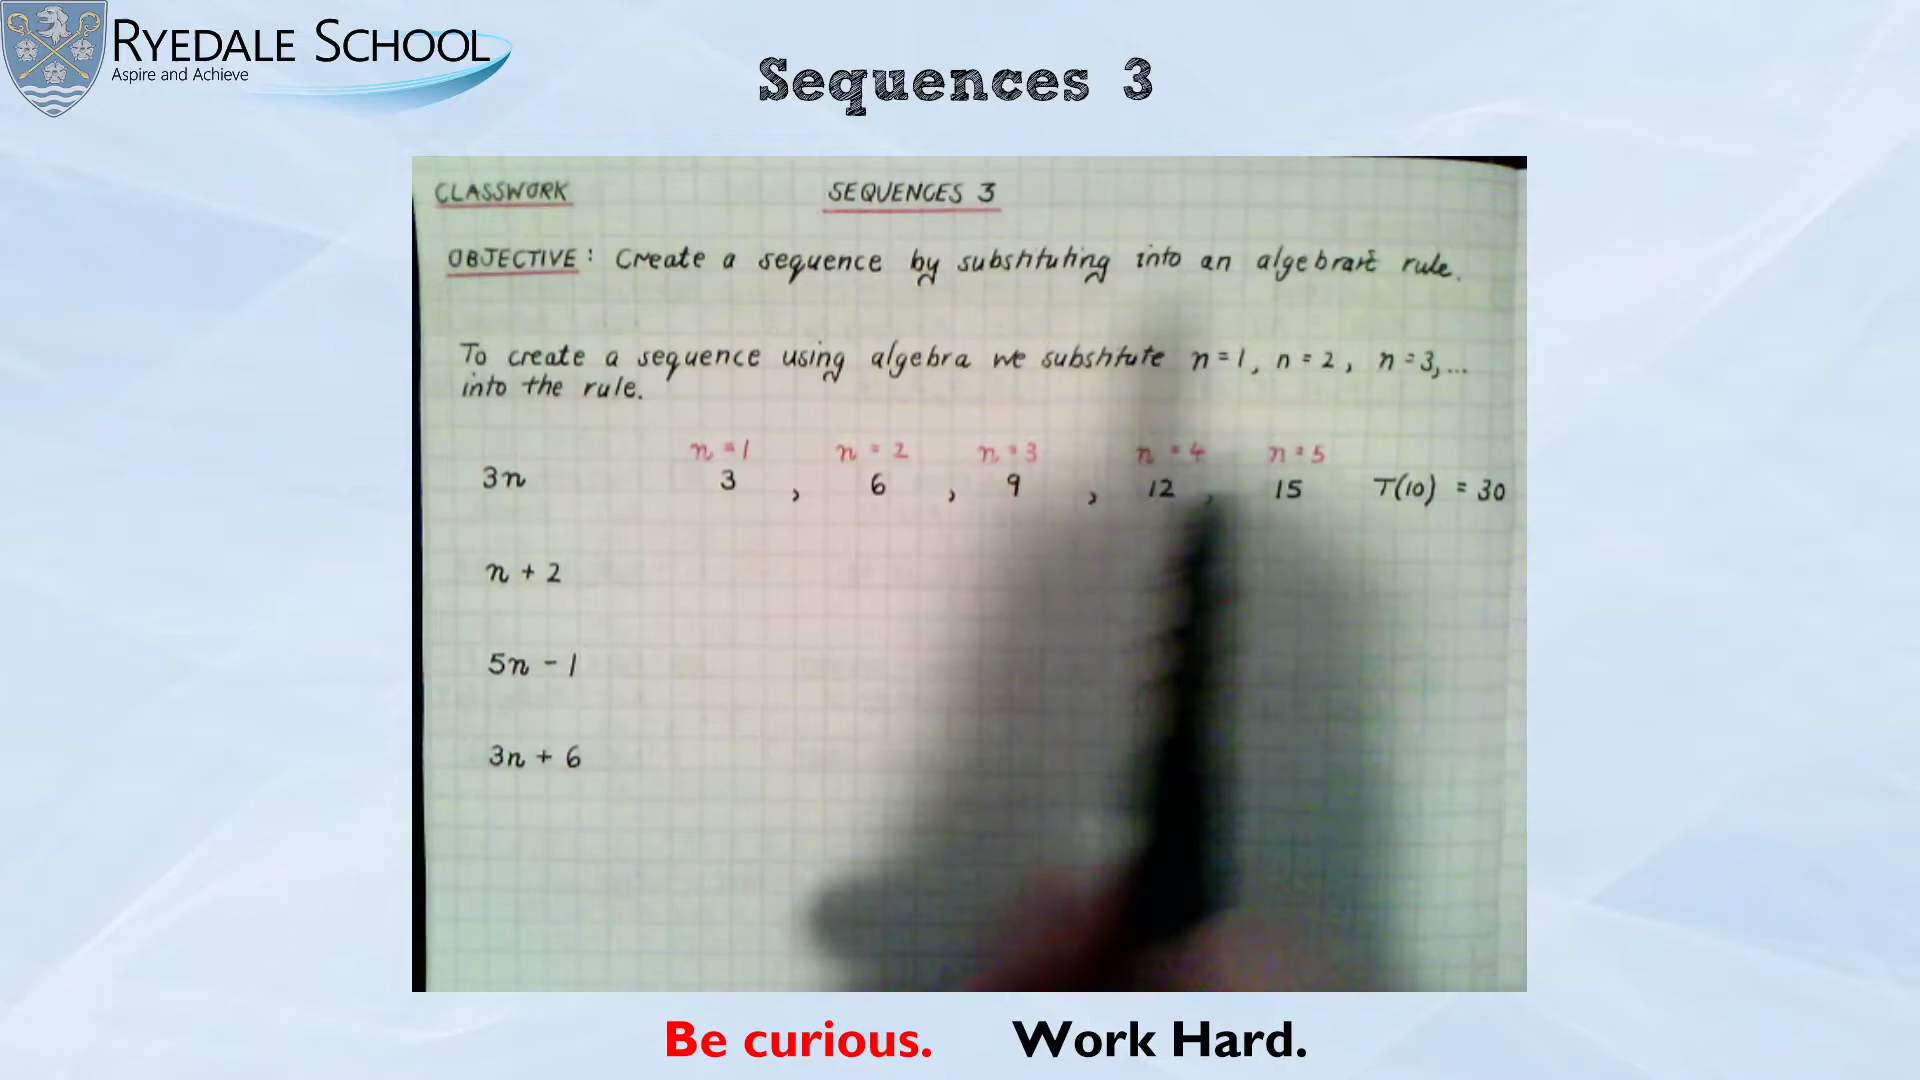 RYEDALE SCHOOL
Aspire and Achieve
Sequences 3
CLASSWORK SEQUENCES 3
OBJECTIVE: Create a sequence by substituting into an algebraic rule.
To create a sequence using algebra we substitute n=1, n=2, n=3,...
into the rule.
n=1 n=2 n=3 n=4 n=5
3n 3 , 6 , 9 , 12 , 15 T(10) = 30
n + 2
5n - 1
3n + 6
Be curious. Work Hard.